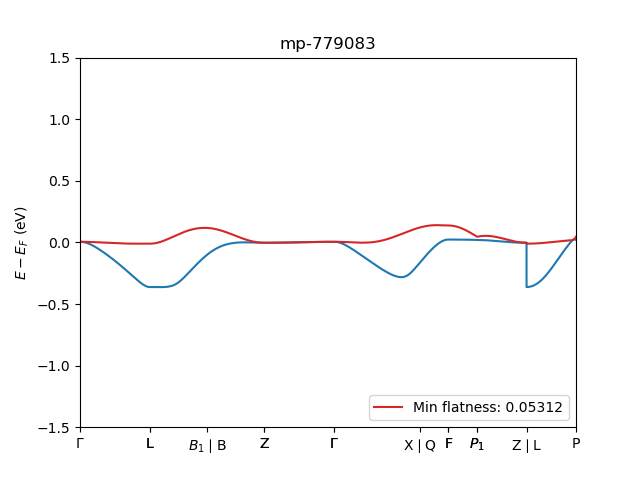 mp-779083
E − E_F (eV)
1.5
1.0
0.5
0.0
−0.5
−1.0
−1.5
Min flatness: 0.05312
Γ L B₁ | B Z Γ X | Q F P₁ Z | L P